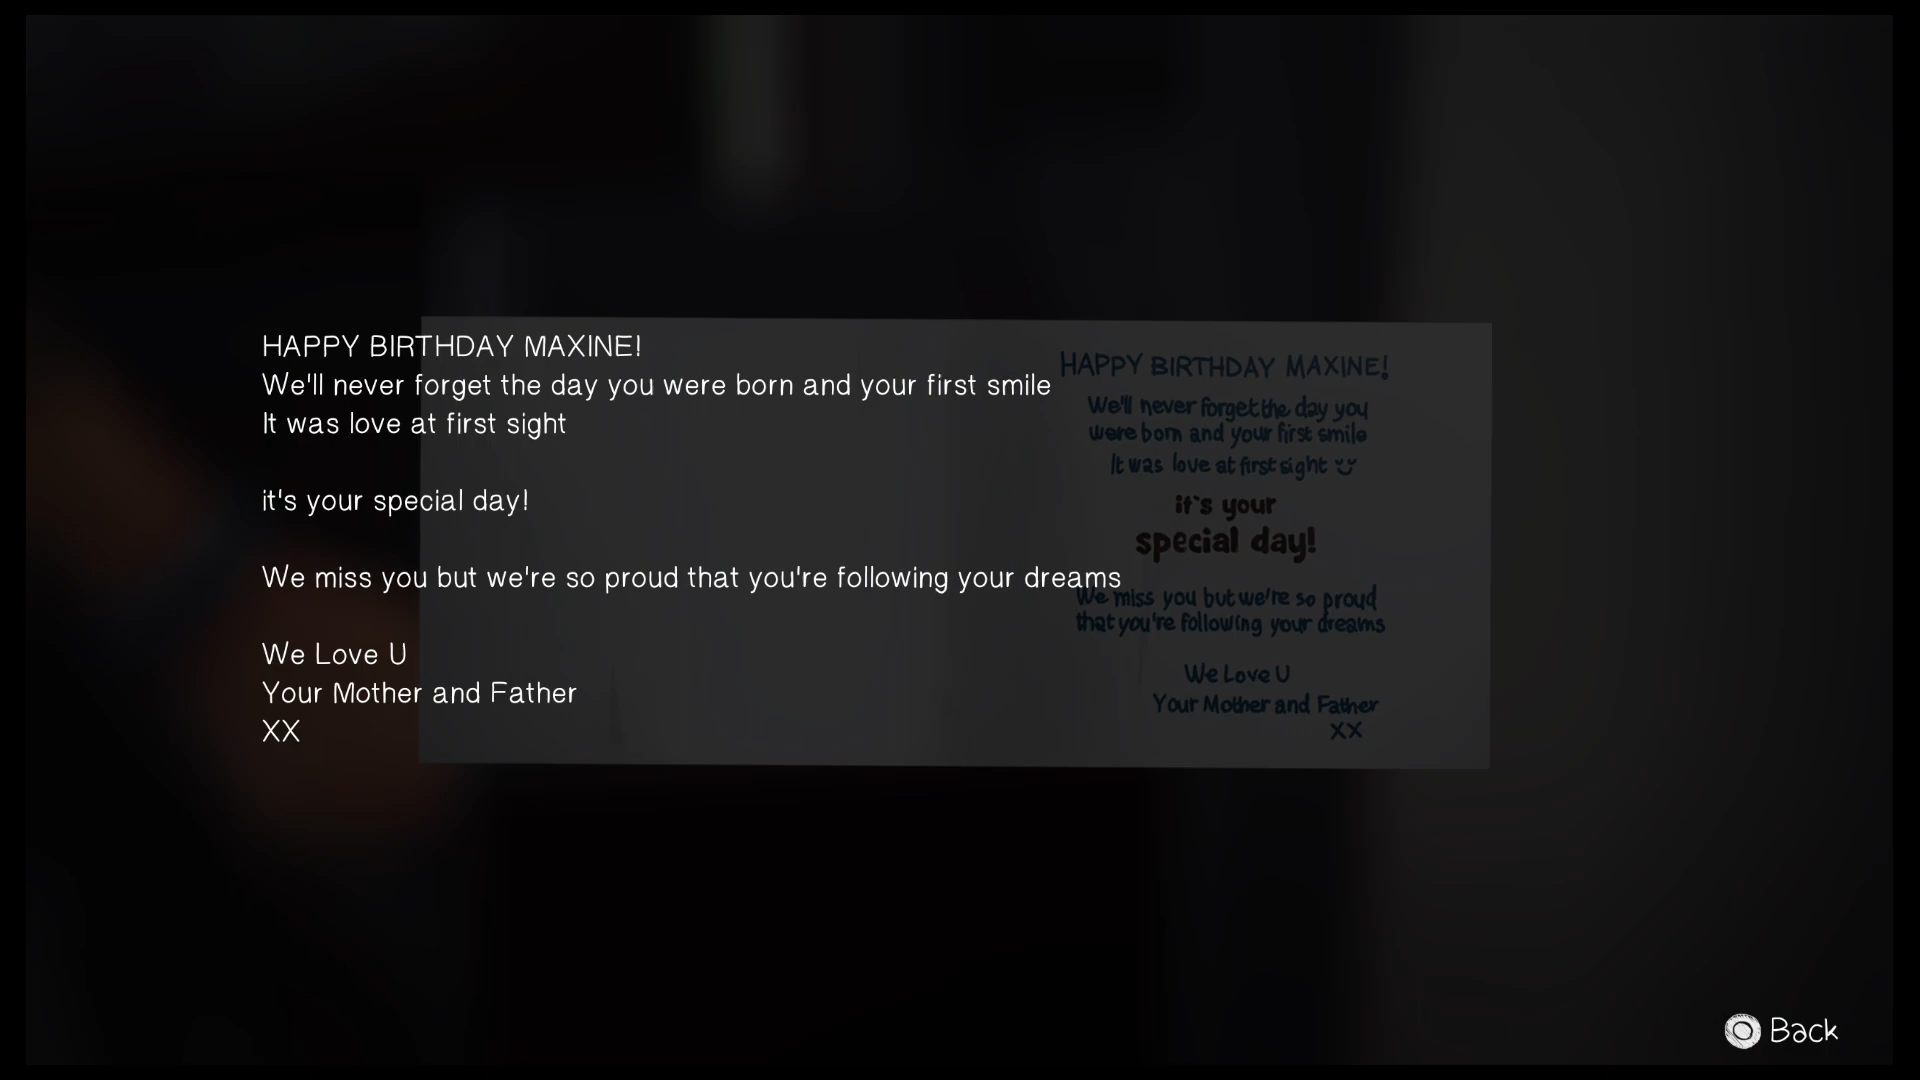 HAPPY BIRTHDAY MAXINE!
We'll never forget the day you were born and your first smile
It was love at first sight
it's your special day!
We miss you but we're so proud that you're following your dreams
We Love U
Your Mother and Father
XX
HAPPY BIRTHDAY MAXINE!
We'll never forget the day you
were born and your first smile
It was love at first sight
it's your
special day!
We miss you but we're so proud
that you're following your dreams
We Love U
Your Mother and Father
XX
Back